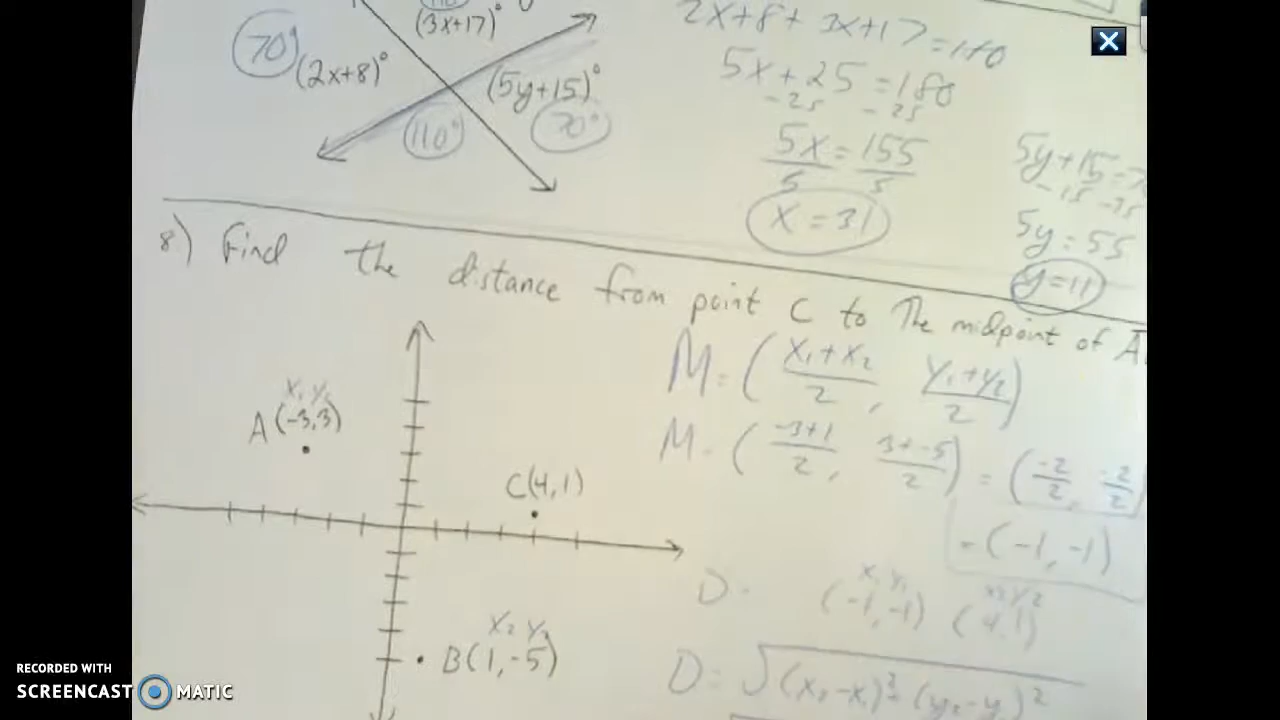 (3x+17)°
2x+8+3x+17=180
70°
(2x+8)°
5x+25=180
-25 -25
(5y+15)°
110°
70°
5x=155
5 5
x=31
5y+15=7
-15 -15
5y=55
y=11
8) Find the distance from point C to the midpoint of A
M=(x₁+x₂/2, y₁+y₂/2)
x₁ y₁
A(-3,3)
M=(-3+1/2, 3+-5/2)=(-2/2, -2/2)
C(4,1)
=(-1,-1)
x₁ y₁ x₂ y₂
D= (-1,-1) (4,1)
x₂ y₂
B(1,-5)
D=√(x₂-x₁)²+(y₂-y₁)²
RECORDED WITH
SCREENCAST MATIC